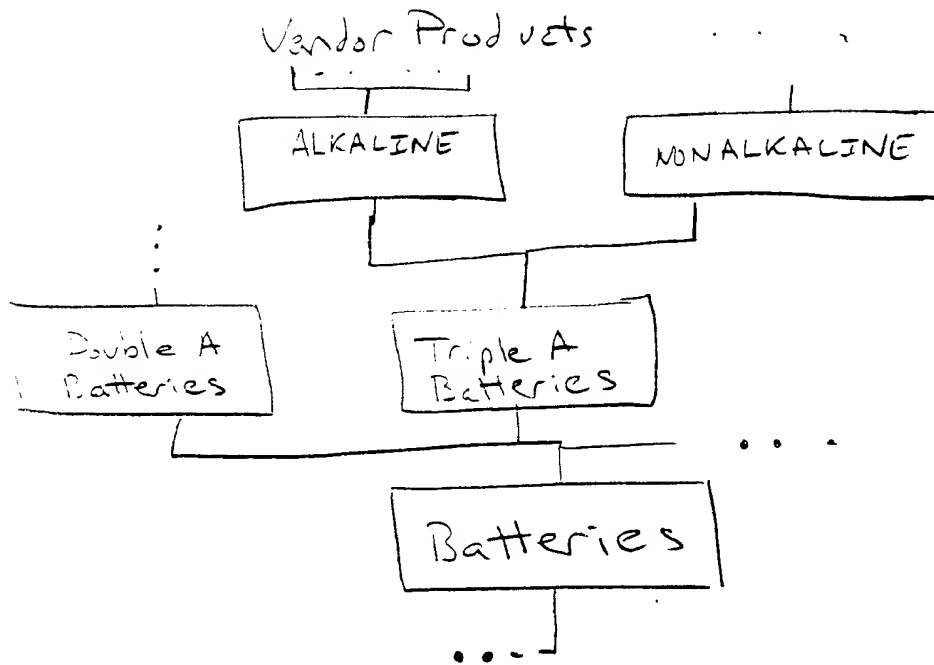 Vendor Products
ALKALINE
NONALKALINE
Double A
Batteries
Triple A
Batteries
Batteries